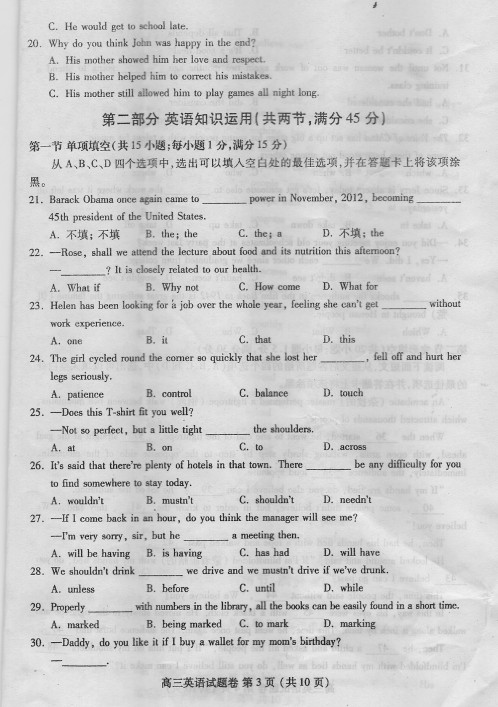 C. He would get to school late.
20. Why do you think John was happy in the end?
A. His mother showed him her love and respect.
B. His mother helped him to correct his mistakes.
C. His mother still allowed him to play games all night long.
第二部分 英语知识运用(共两节,满分 45 分)
第一节 单项填空(共 15 小题;每小题 1 分,满分 15 分)
从 A、B、C、D 四个选项中,选出可以填入空白处的最佳选项,并在答题卡上将该项涂
黑。
21. Barack Obama once again came to ________ power in November, 2012, becoming ________
45th president of the United States.
A. 不填; 不填 B. the; the C. the; a D. 不填; the
22. —Rose, shall we attend the lecture about food and its nutrition this afternoon?
—________? It is closely related to our health.
A. What if B. Why not C. How come D. What for
23. Helen has been looking for a job over the whole year, feeling she can't get ________ without
work experience.
A. one B. it C. that D. this
24. The girl cycled round the corner so quickly that she lost her ________, fell off and hurt her
legs seriously.
A. patience B. control C. balance D. touch
25. —Does this T-shirt fit you well?
—Not so perfect, but a little tight ________ the shoulders.
A. at B. on C. to D. across
26. It's said that there're plenty of hotels in that town. There ________ be any difficulty for you
to find somewhere to stay today.
A. wouldn't B. mustn't C. shouldn't D. needn't
27. —If I come back in an hour, do you think the manager will see me?
—I'm very sorry, sir, but he ________ a meeting then.
A. will be having B. is having C. has had D. will have
28. We shouldn't drink ________ we drive and we mustn't drive if we've drunk.
A. unless B. before C. until D. while
29. Properly ________ with numbers in the library, all the books can be easily found in a short time.
A. marked B. being marked C. to mark D. marking
30. —Daddy, do you like it if I buy a wallet for my mom's birthday?
—________.
高三英语试题卷 第 3 页 (共 10 页)